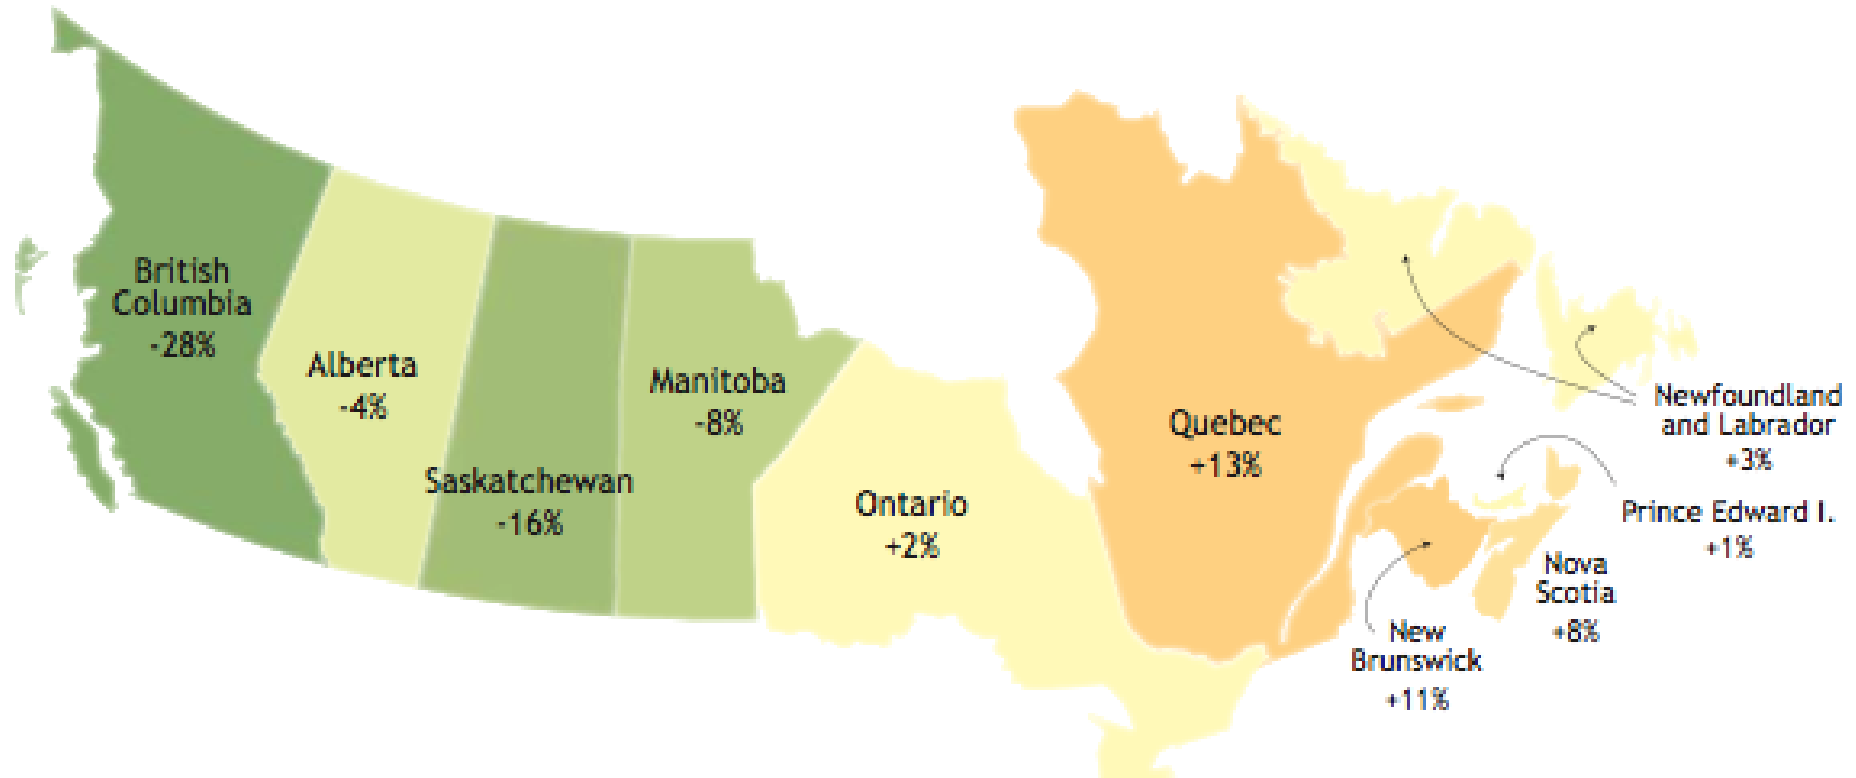 British
Columbia
-28%
Alberta
-4%
Saskatchewan
-16%
Manitoba
-8%
Ontario
+2%
Quebec
+13%
Newfoundland
and Labrador
+3%
Prince Edward I.
+1%
Nova
Scotia
+8%
New
Brunswick
+11%